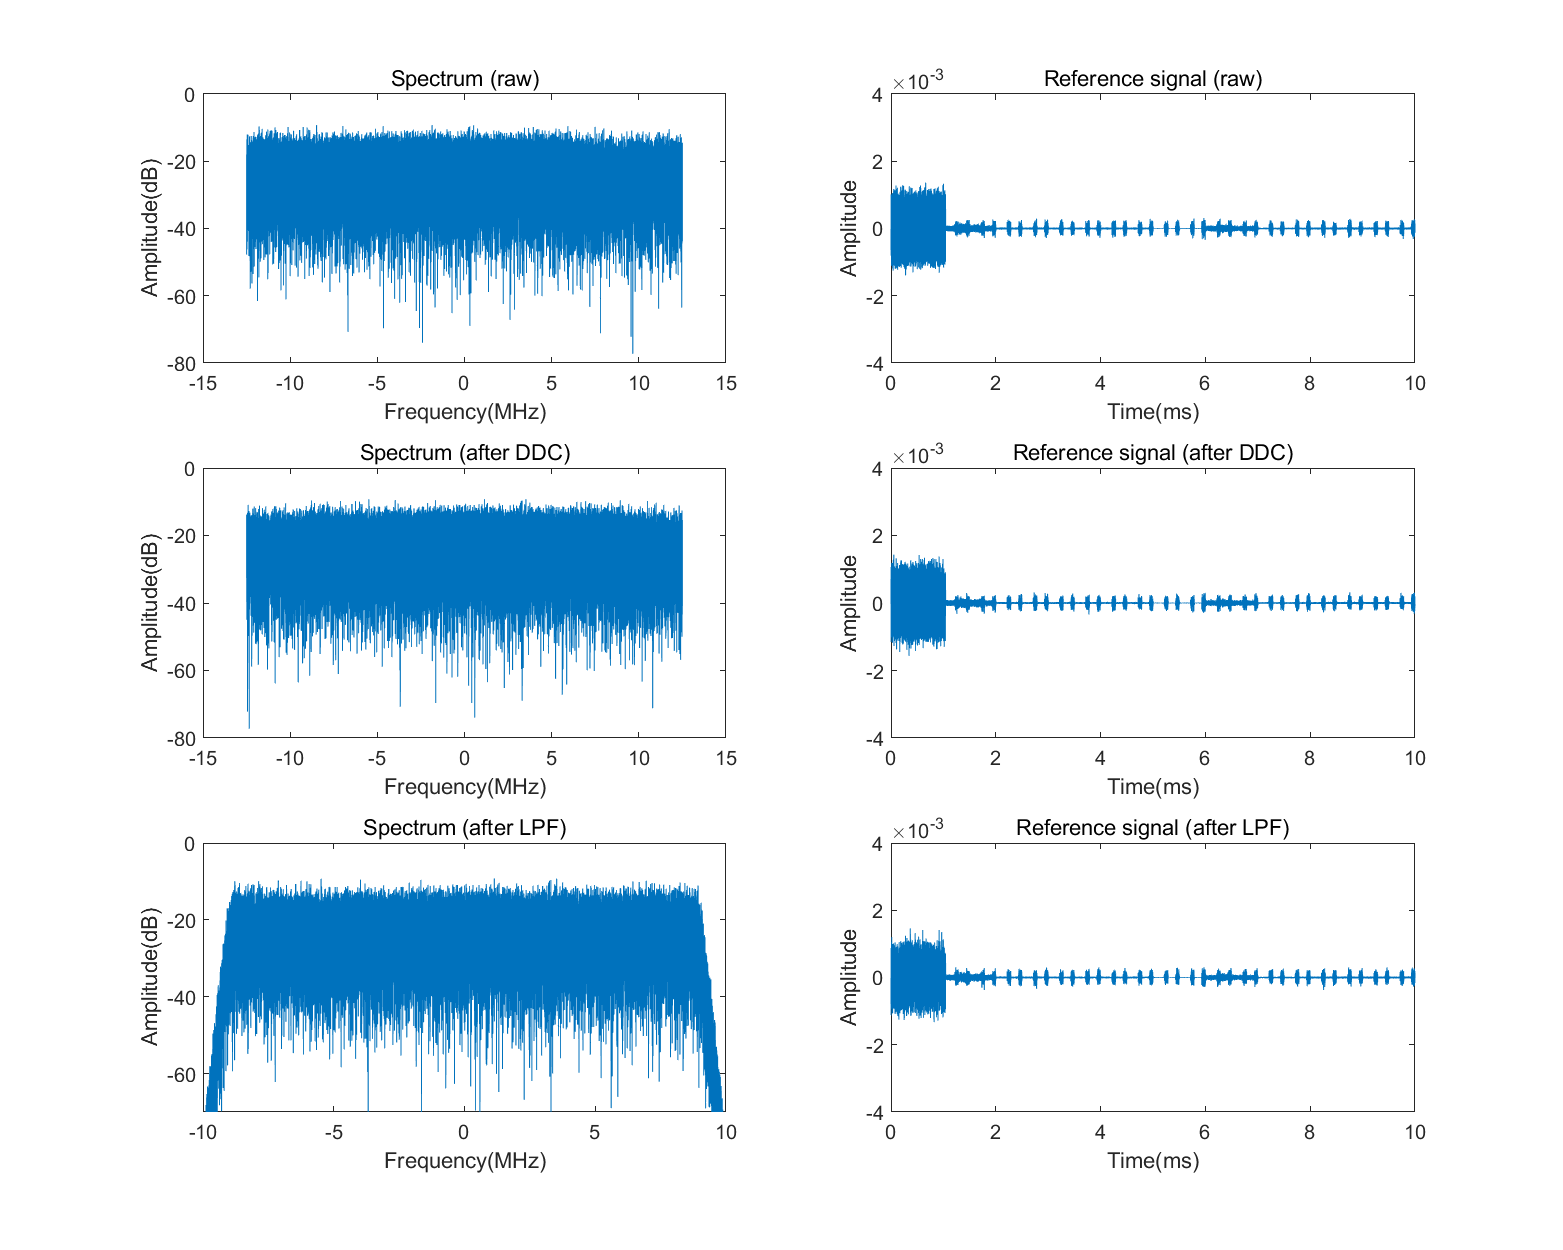 Spectrum (raw)
0
-20
-40
-60
-80
Amplitude(dB)
-15 -10 -5 0 5 10 15
Frequency(MHz)
Reference signal (raw)
×10-3
4
2
0
-2
-4
Amplitude
0 2 4 6 8 10
Time(ms)
Spectrum (after DDC)
0
-20
-40
-60
-80
Amplitude(dB)
-15 -10 -5 0 5 10 15
Frequency(MHz)
Reference signal (after DDC)
×10-3
4
2
0
-2
-4
Amplitude
0 2 4 6 8 10
Time(ms)
Spectrum (after LPF)
0
-20
-40
-60
Amplitude(dB)
-10 -5 0 5 10
Frequency(MHz)
Reference signal (after LPF)
×10-3
4
2
0
-2
-4
Amplitude
0 2 4 6 8 10
Time(ms)